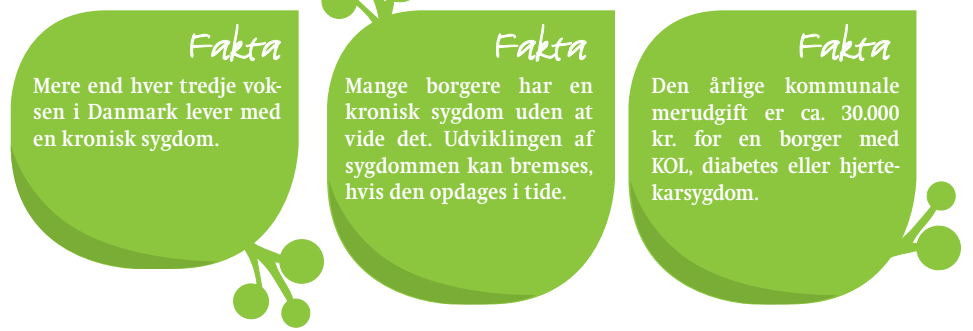 Fakta
Mere end hver tredje vok-
sen i Danmark lever med
en kronisk sygdom.
Fakta
Mange borgere har en
kronisk sygdom uden at
vide det. Udviklingen af
sygdommen kan bremses,
hvis den opdages i tide.
Fakta
Den årlige kommunale
merudgift er ca. 30.000
kr. for en borger med
KOL, diabetes eller hjerte-
karsygdom.